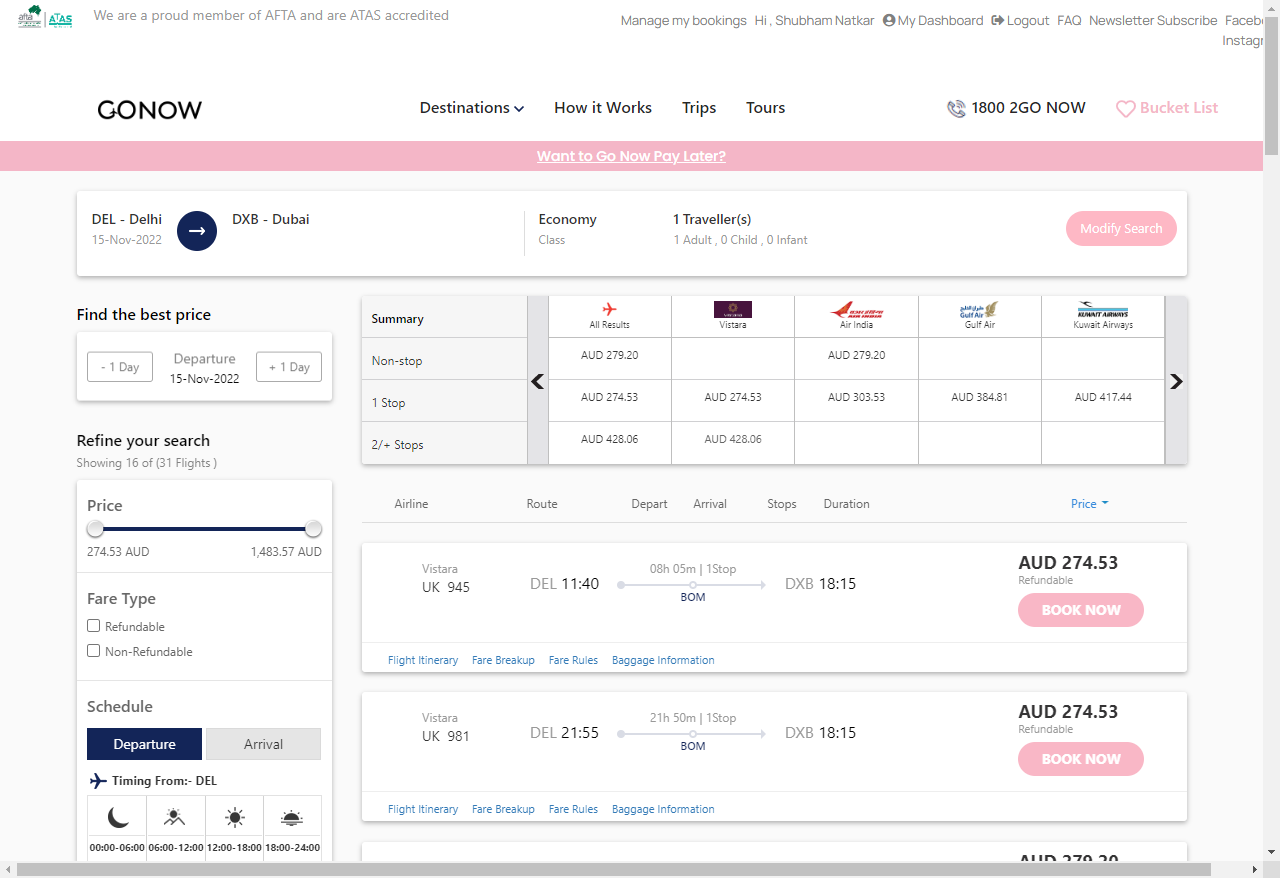 afta ATAS We are a proud member of AFTA and are ATAS accredited
Manage my bookings Hi , Shubham Natkar My Dashboard Logout FAQ Newsletter Subscribe Facebo
Instagr
GONOW Destinations How it Works Trips Tours 1800 2GO NOW Bucket List
Want to Go Now Pay Later?
DEL - Delhi DXB - Dubai Economy 1 Traveller(s)
15-Nov-2022 Class 1 Adult , 0 Child , 0 Infant
Modify Search
Find the best price
- 1 Day Departure + 1 Day
15-Nov-2022
Refine your search
Showing 16 of (31 Flights )
Price
274.53 AUD 1,483.57 AUD
Fare Type
Refundable
Non-Refundable
Schedule
Departure Arrival
Timing From:- DEL
00:00-06:00 06:00-12:00 12:00-18:00 18:00-24:00
Summary All Results Vistara Air India Gulf Air Kuwait Airways
AIR INDIA Gulf Air KUWAIT AIRWAYS
Non-stop AUD 279.20 AUD 279.20
1 Stop AUD 274.53 AUD 274.53 AUD 303.53 AUD 384.81 AUD 417.44
2/+ Stops AUD 428.06 AUD 428.06
Airline Route Depart Arrival Stops Duration Price
Vistara 08h 05m | 1Stop AUD 274.53
UK 945 DEL 11:40 DXB 18:15 Refundable
BOM BOOK NOW
Flight Itinerary Fare Breakup Fare Rules Baggage Information
Vistara 21h 50m | 1Stop AUD 274.53
UK 981 DEL 21:55 DXB 18:15 Refundable
BOM BOOK NOW
Flight Itinerary Fare Breakup Fare Rules Baggage Information
AUD 279.20